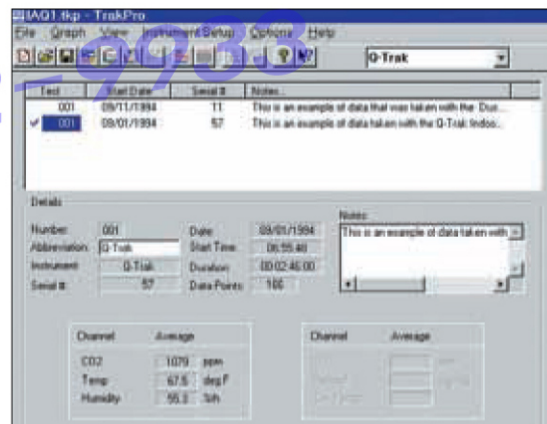 IAQ1.tkp - TrakPro
File Graph View Instrument Setup Options Help
Q-Trak
Test Start Date Serial # Notes...
001 09/11/1994 11 This is an example of data that was taken with the Dus...
001 09/01/1994 57 This is an example of data taken with the Q-Trak Indoo...
Details
Number: 001 Date: 09/01/1994 Notes:
Abbreviation: Q-Trak Start Time: 06:55:48 This is an example of data taken with
Instrument: Q-Trak Duration: 00:02:46:00
Serial #: 57 Data Points: 166
Channel Average Channel Average
CO2 1079 ppm
Temp 67.5 deg F
Humidity 55.3 %rh
-9933